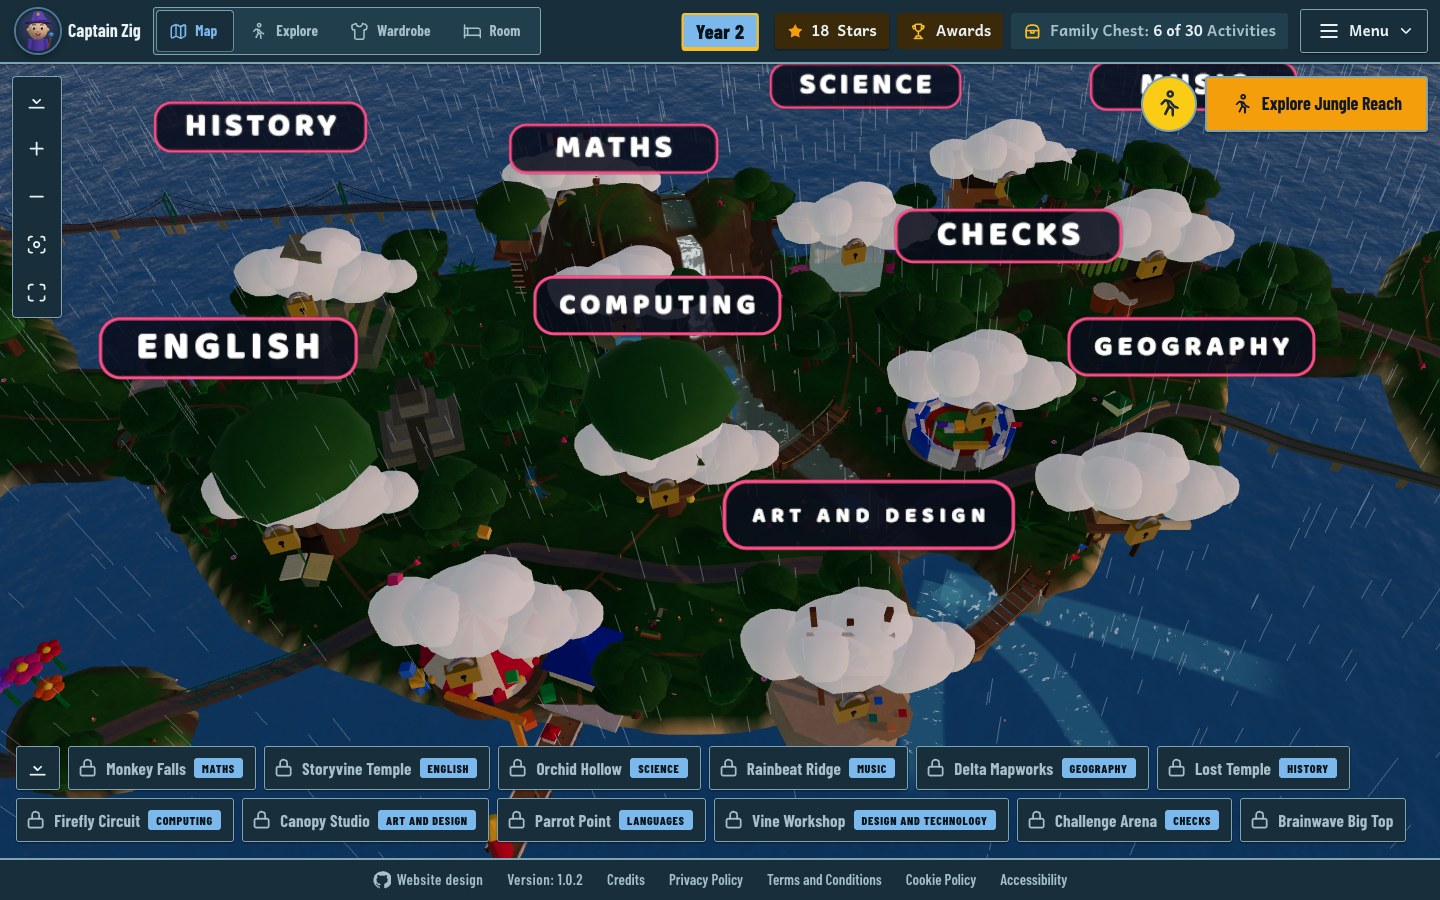 Captain Zig
Map
Explore
Wardrobe
Room
Year 2
18 Stars
Awards
Family Chest: 6 of 30 Activities
Menu
SCIENCE
Explore Jungle Reach
HISTORY
MATHS
CHECKS
COMPUTING
ENGLISH
GEOGRAPHY
ART AND DESIGN
Monkey Falls MATHS
Storyvine Temple ENGLISH
Orchid Hollow SCIENCE
Rainbeat Ridge MUSIC
Delta Mapworks GEOGRAPHY
Lost Temple HISTORY
Firefly Circuit COMPUTING
Canopy Studio ART AND DESIGN
Parrot Point LANGUAGES
Vine Workshop DESIGN AND TECHNOLOGY
Challenge Arena CHECKS
Brainwave Big Top
Website design
Version: 1.0.2
Credits
Privacy Policy
Terms and Conditions
Cookie Policy
Accessibility